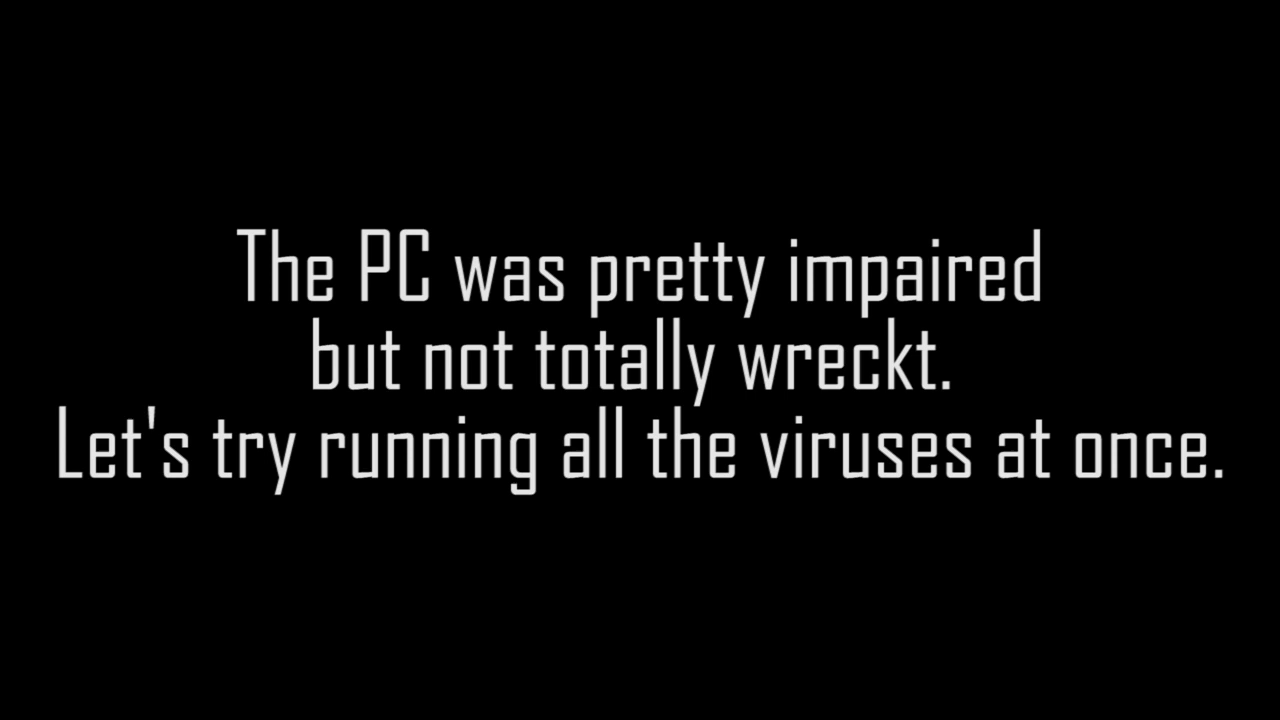 The PC was pretty impaired
but not totally wreckt.
Let's try running all the viruses at once.